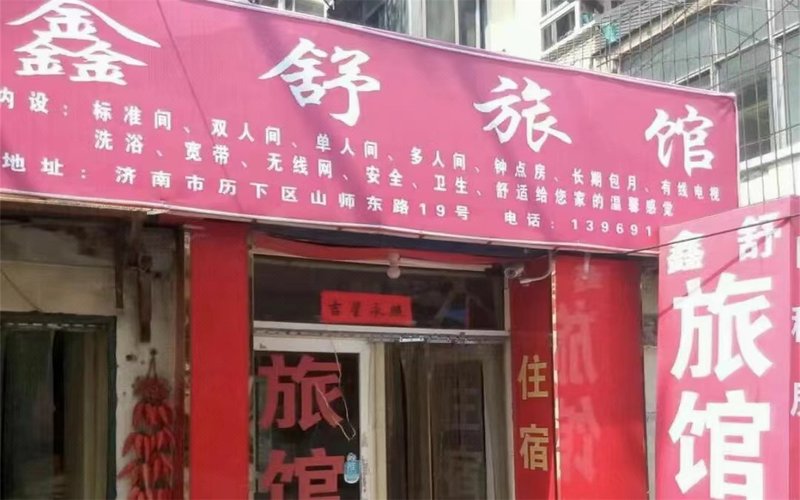 鑫舒旅馆
内设：标准间、双人间、单人间、多人间、钟点房、长期包月、有线电视
洗浴、宽带、无线网、安全、卫生、舒适给您家的温馨感觉
地址：济南市历下区山师东路19号 电话：139691
吉星永照
旅馆
住宿
旅馆
鑫舒
旅馆